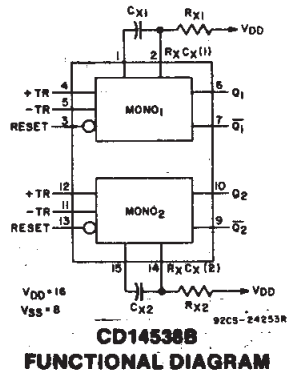 CX1 RX1 VDD
1 2 RXCX(1)
+TR 4 6 Q1
-TR 5 MONO1
RESET 3 7 Q̅1
+TR 12 10 Q2
-TR 11 MONO2
RESET 13 9 Q̅2
15 14 RXCX(2)
VDD=16 CX2 RX2 VDD
VSS=8
92CS-24253R
CD14538B
FUNCTIONAL DIAGRAM